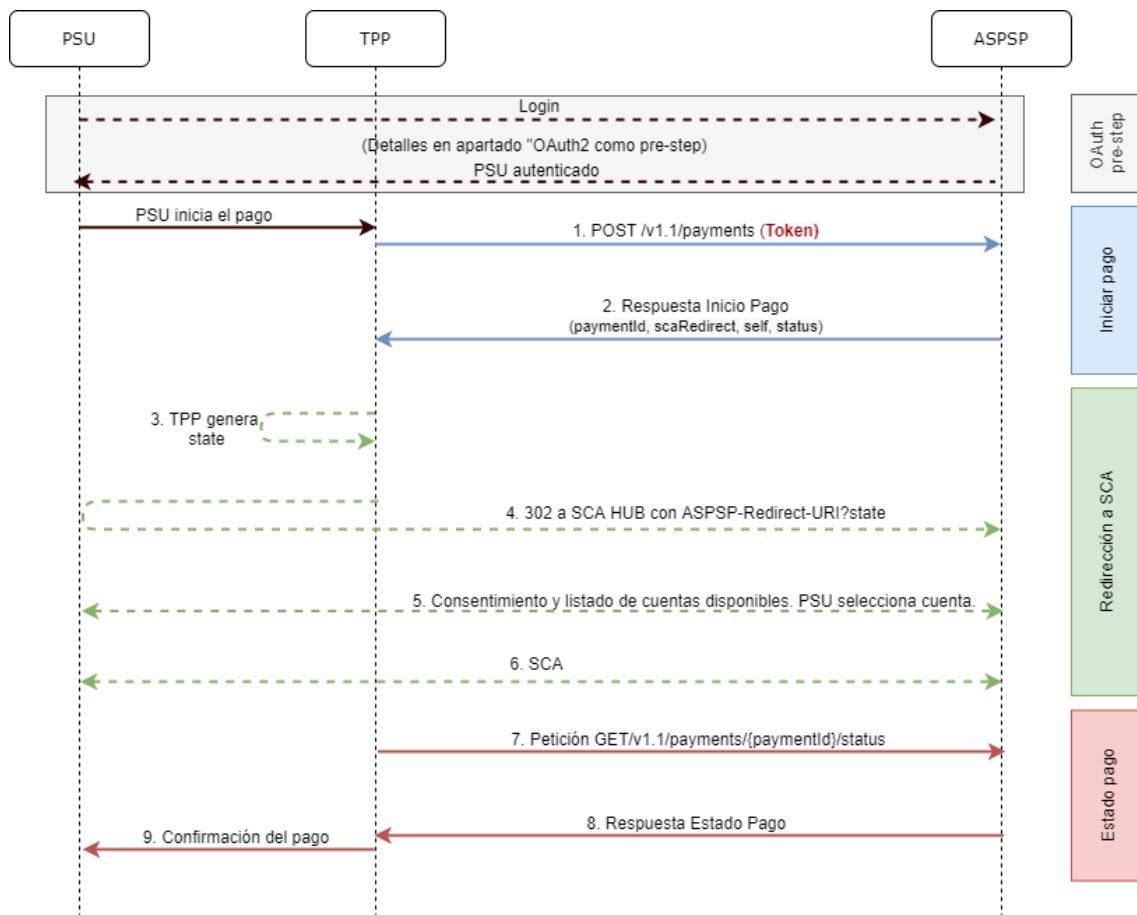 PSU
TPP
ASPSP
Login
(Detalles en apartado "OAuth2 como pre-step)
PSU autenticado
OAuth
pre-step
PSU inicia el pago
1. POST /v1.1/payments (Token)
2. Respuesta Inicio Pago
(paymentId, scaRedirect, self, status)
Iniciar pago
3. TPP genera
state
4. 302 a SCA HUB con ASPSP-Redirect-URI?state
5. Consentimiento y listado de cuentas disponibles. PSU selecciona cuenta.
6. SCA
Redirección a SCA
7. Petición GET/v1.1/payments/{paymentId}/status
8. Respuesta Estado Pago
9. Confirmación del pago
Estado pago